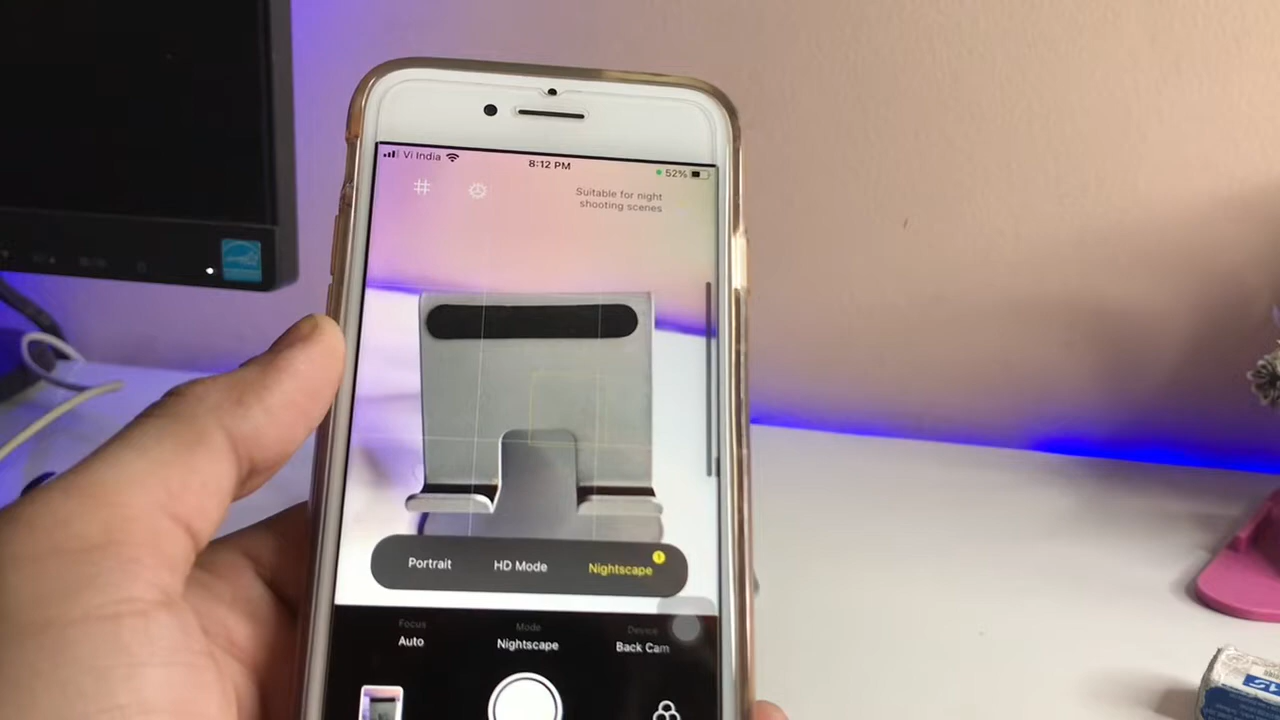 Vi India
8:12 PM
52%
#
Suitable for night
shooting scenes
Portrait
HD Mode
Nightscape
1
Focus
Mode
Device
Auto
Nightscape
Back Cam